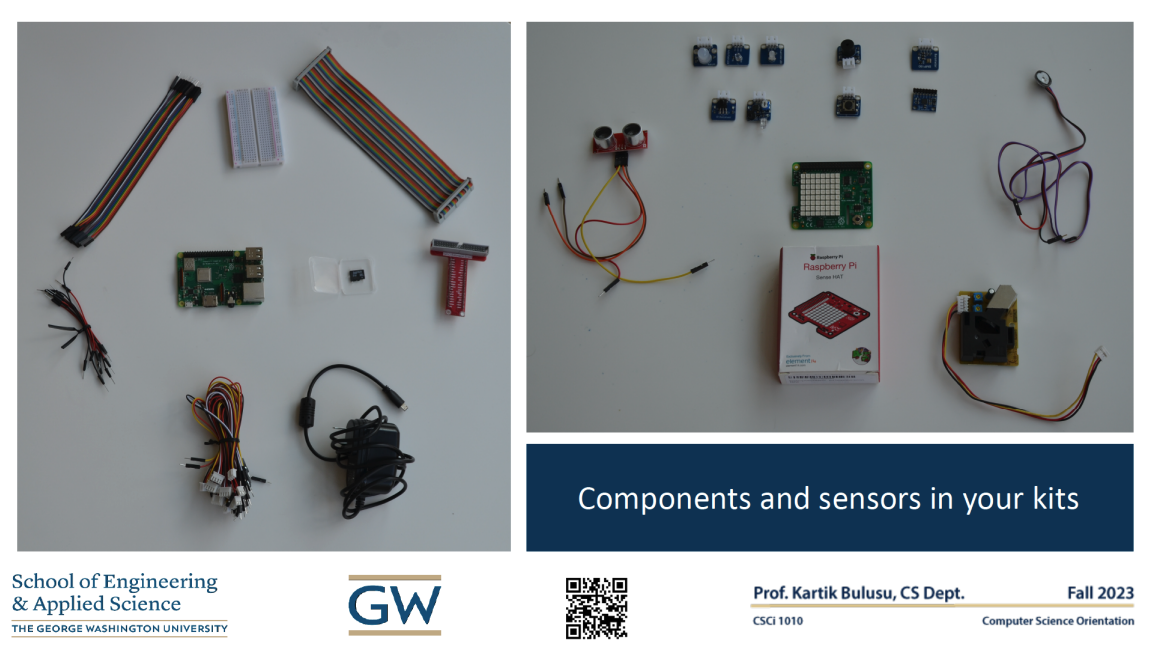 Raspberry Pi
Raspberry Pi
Sense HAT
element14
Components and sensors in your kits
School of Engineering
& Applied Science
THE GEORGE WASHINGTON UNIVERSITY
GW
Prof. Kartik Bulusu, CS Dept.
Fall 2023
CSCi 1010
Computer Science Orientation